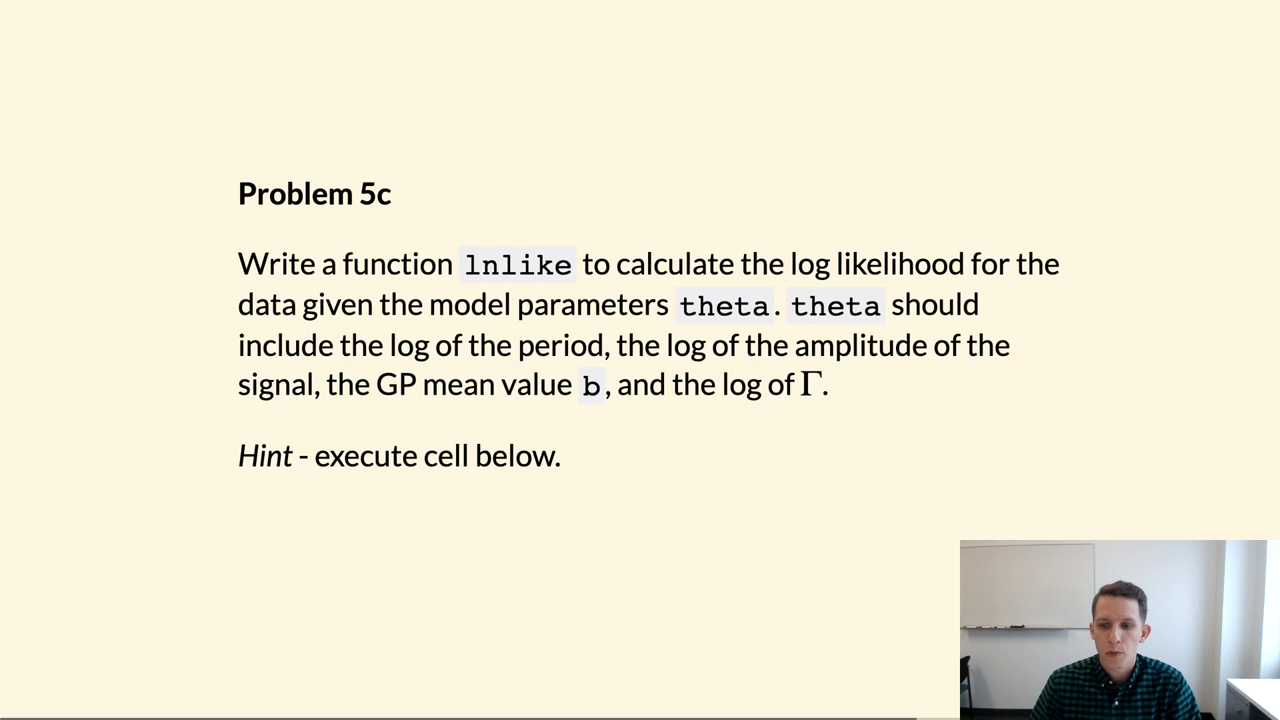 Problem 5c
Write a function lnlike to calculate the log likelihood for the
data given the model parameters theta. theta should
include the log of the period, the log of the amplitude of the
signal, the GP mean value b, and the log of Γ.
Hint - execute cell below.